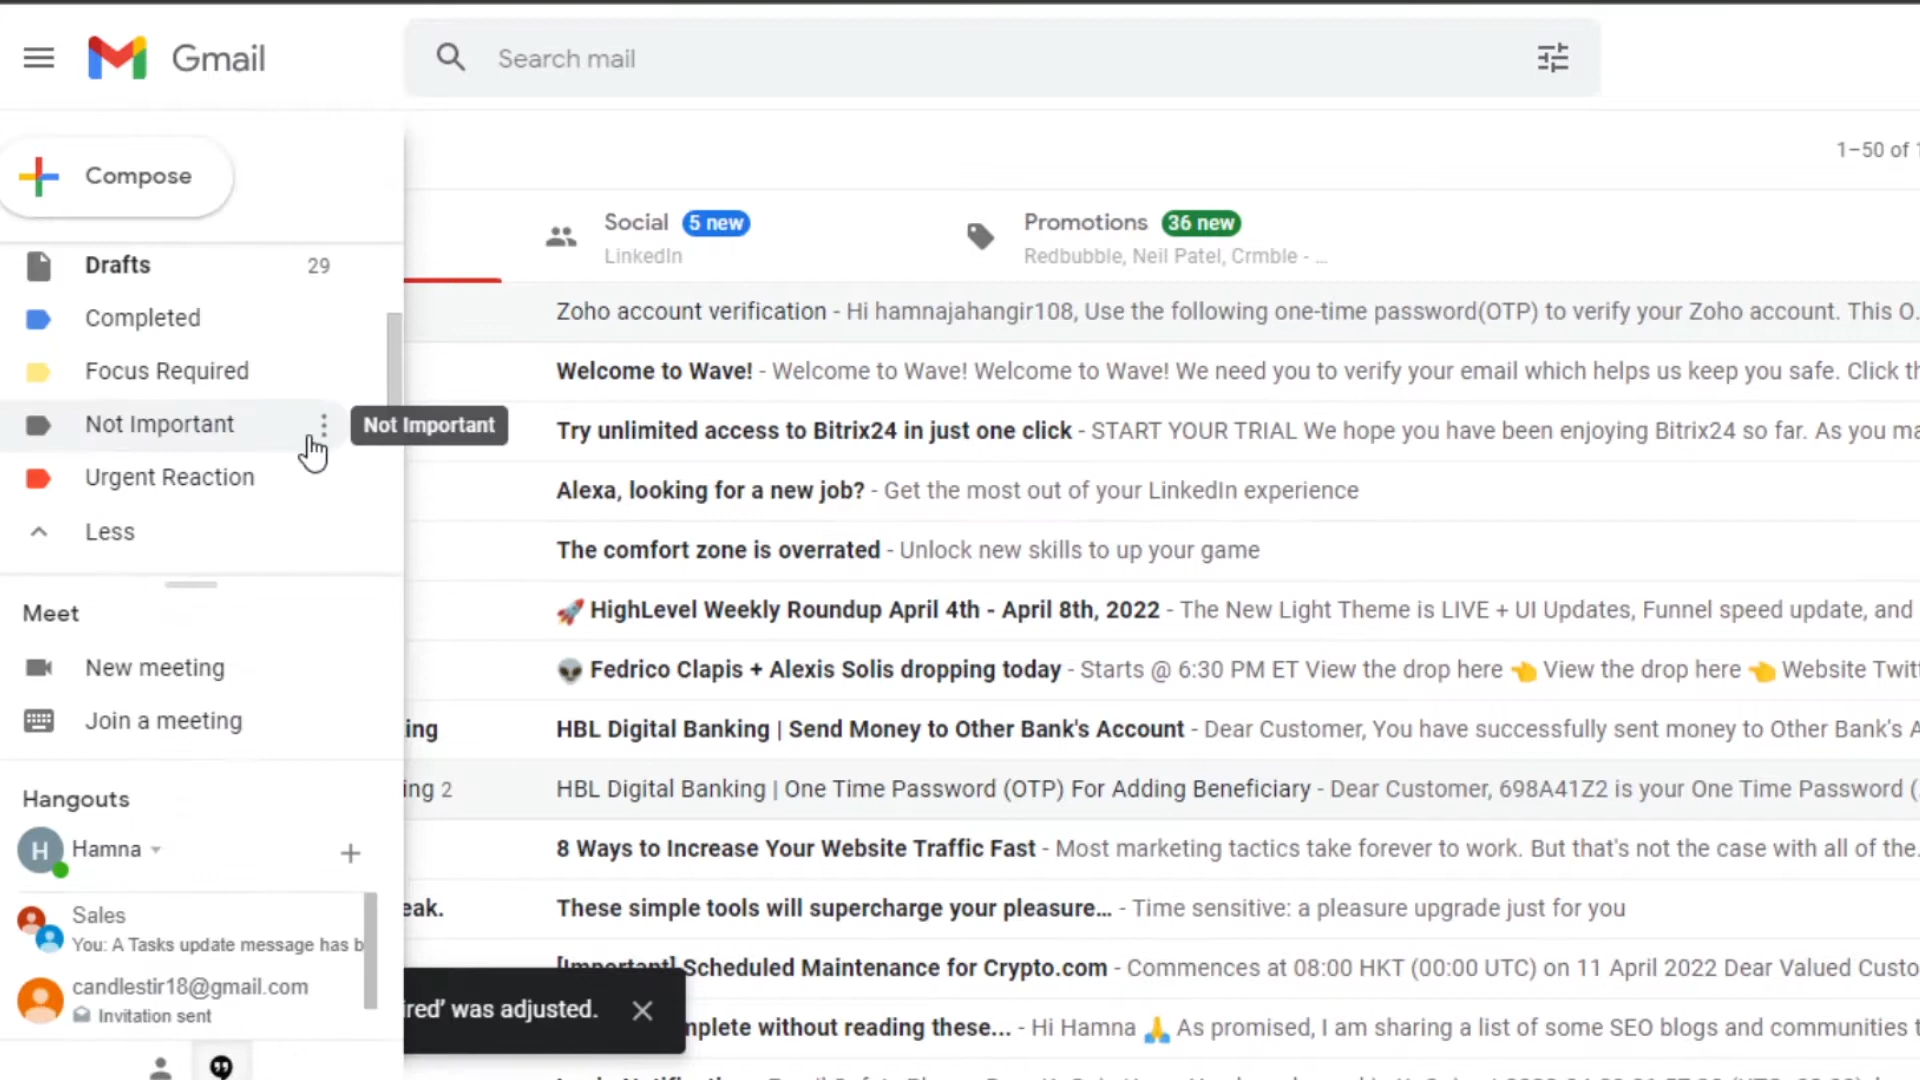 Gmail
Search mail
Compose
1–50 of
Social 5 new
LinkedIn
Promotions 36 new
Redbubble, Neil Patel, Crmble - ...
Drafts 29
Completed
Focus Required
Not Important
Not Important
Urgent Reaction
Less
Meet
New meeting
Join a meeting
Hangouts
H Hamna
Sales
You: A Tasks update message has b
candlestir18@gmail.com
Invitation sent
Zoho account verification - Hi hamnajahangir108, Use the following one-time password(OTP) to verify your Zoho account. This O.
Welcome to Wave! - Welcome to Wave! Welcome to Wave! We need you to verify your email which helps us keep you safe. Click th
Try unlimited access to Bitrix24 in just one click - START YOUR TRIAL We hope you have been enjoying Bitrix24 so far. As you ma
Alexa, looking for a new job? - Get the most out of your LinkedIn experience
The comfort zone is overrated - Unlock new skills to up your game
🚀 HighLevel Weekly Roundup April 4th - April 8th, 2022 - The New Light Theme is LIVE + UI Updates, Funnel speed update, and
👽 Fedrico Clapis + Alexis Solis dropping today - Starts @ 6:30 PM ET View the drop here 👈 View the drop here 👈 Website Twit
ing HBL Digital Banking | Send Money to Other Bank's Account - Dear Customer, You have successfully sent money to Other Bank's A
ing 2 HBL Digital Banking | One Time Password (OTP) For Adding Beneficiary - Dear Customer, 698A41Z2 is your One Time Password (
8 Ways to Increase Your Website Traffic Fast - Most marketing tactics take forever to work. But that's not the case with all of the.
eak. These simple tools will supercharge your pleasure... - Time sensitive: a pleasure upgrade just for you
[Important] Scheduled Maintenance for Crypto.com - Commences at 08:00 HKT (00:00 UTC) on 11 April 2022 Dear Valued Custo
ired' was adjusted.
mplete without reading these... - Hi Hamna 🙏 As promised, I am sharing a list of some SEO blogs and communities t